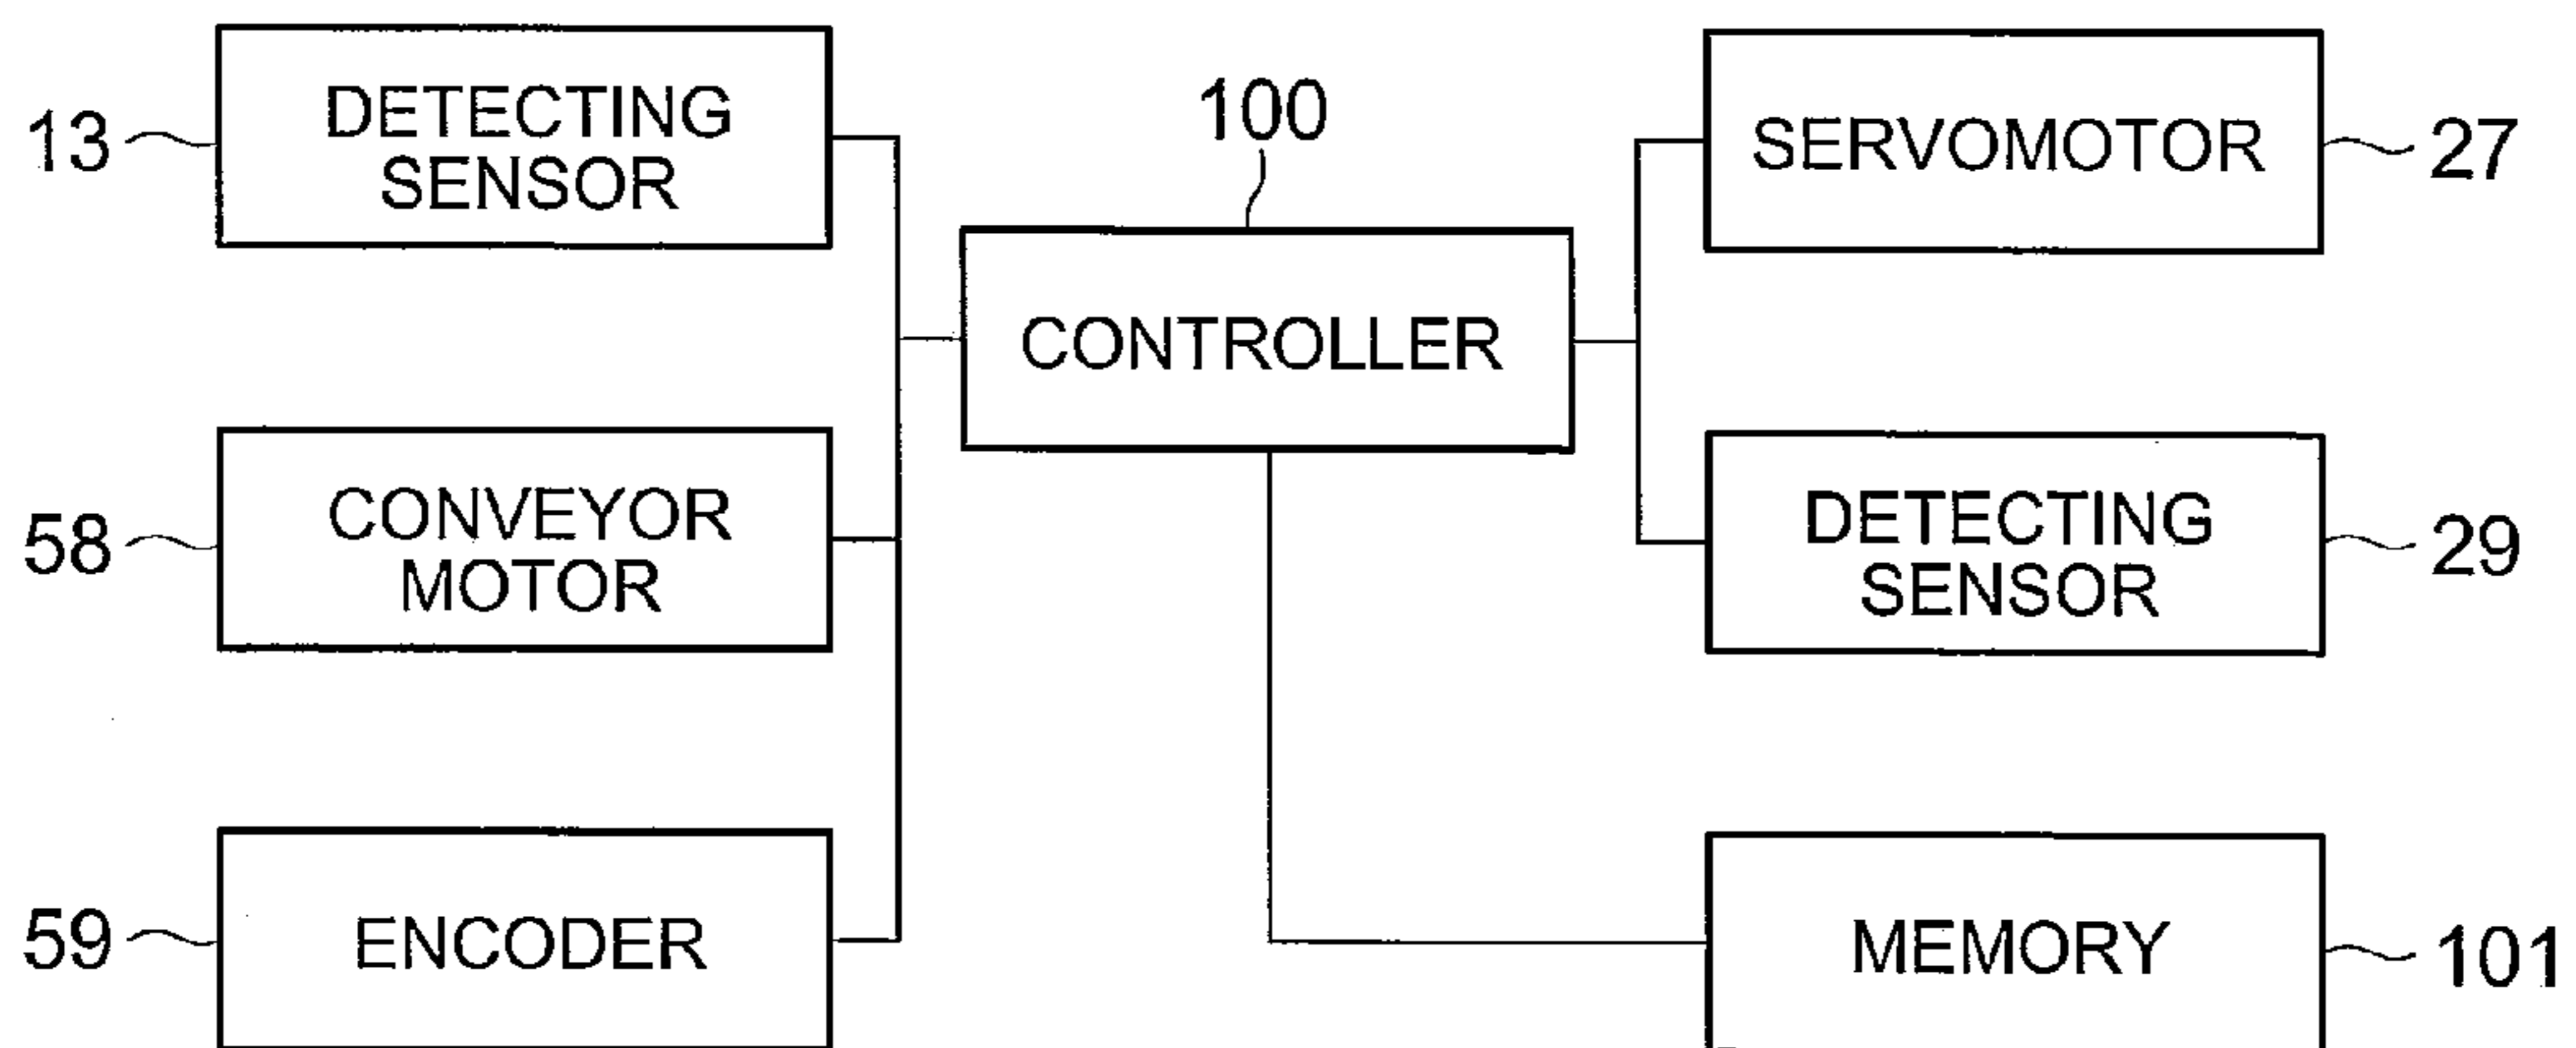 13
DETECTING
SENSOR
58
CONVEYOR
MOTOR
59
ENCODER
100
CONTROLLER
SERVOMOTOR
27
DETECTING
SENSOR
29
MEMORY
101